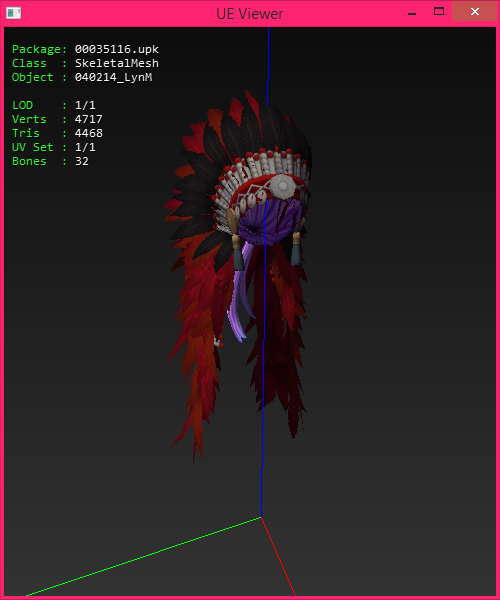 UE Viewer
Package: 00035116.upk
Class : SkeletalMesh
Object : 040214_LynM
LOD : 1/1
Verts : 4717
Tris : 4468
UV Set : 1/1
Bones : 32